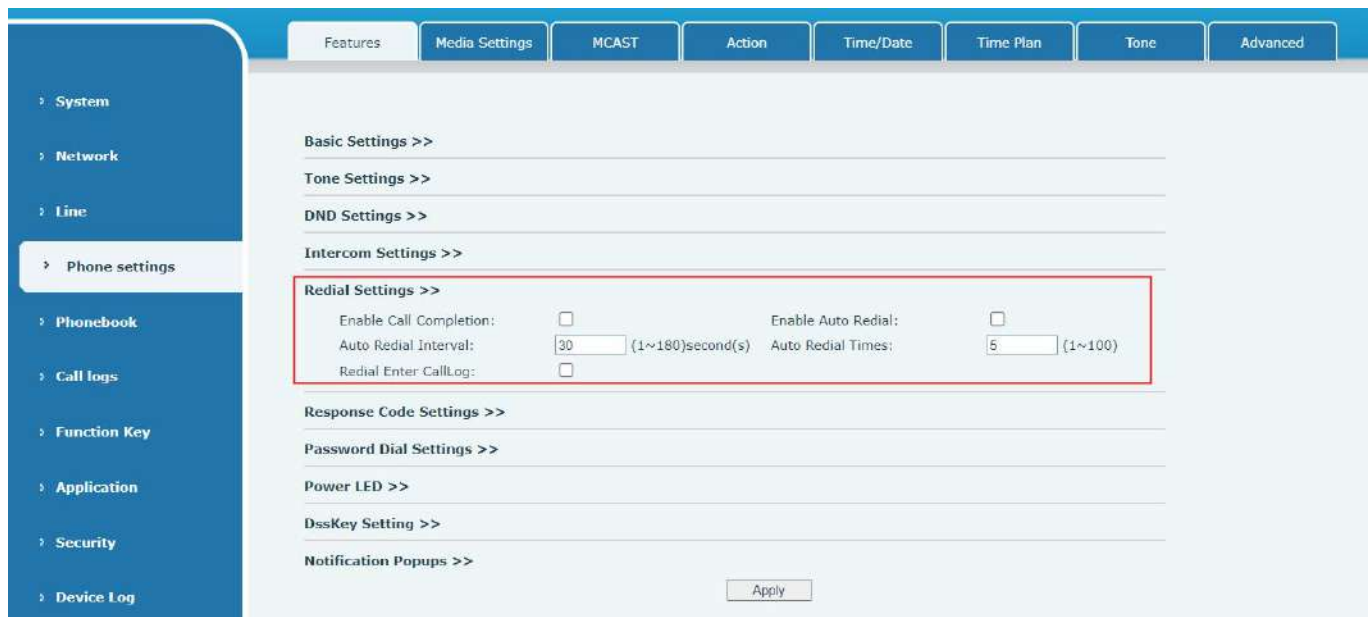 Features Media Settings MCAST Action Time/Date Time Plan Tone Advanced
› System
› Network
› Line
› Phone settings
› Phonebook
› Call logs
› Function Key
› Application
› Security
› Device Log
Basic Settings >>
Tone Settings >>
DND Settings >>
Intercom Settings >>
Redial Settings >>
Enable Call Completion: Enable Auto Redial:
Auto Redial Interval: 30 (1~180)second(s) Auto Redial Times: 5 (1~100)
Redial Enter CallLog:
Response Code Settings >>
Password Dial Settings >>
Power LED >>
DssKey Setting >>
Notification Popups >>
Apply